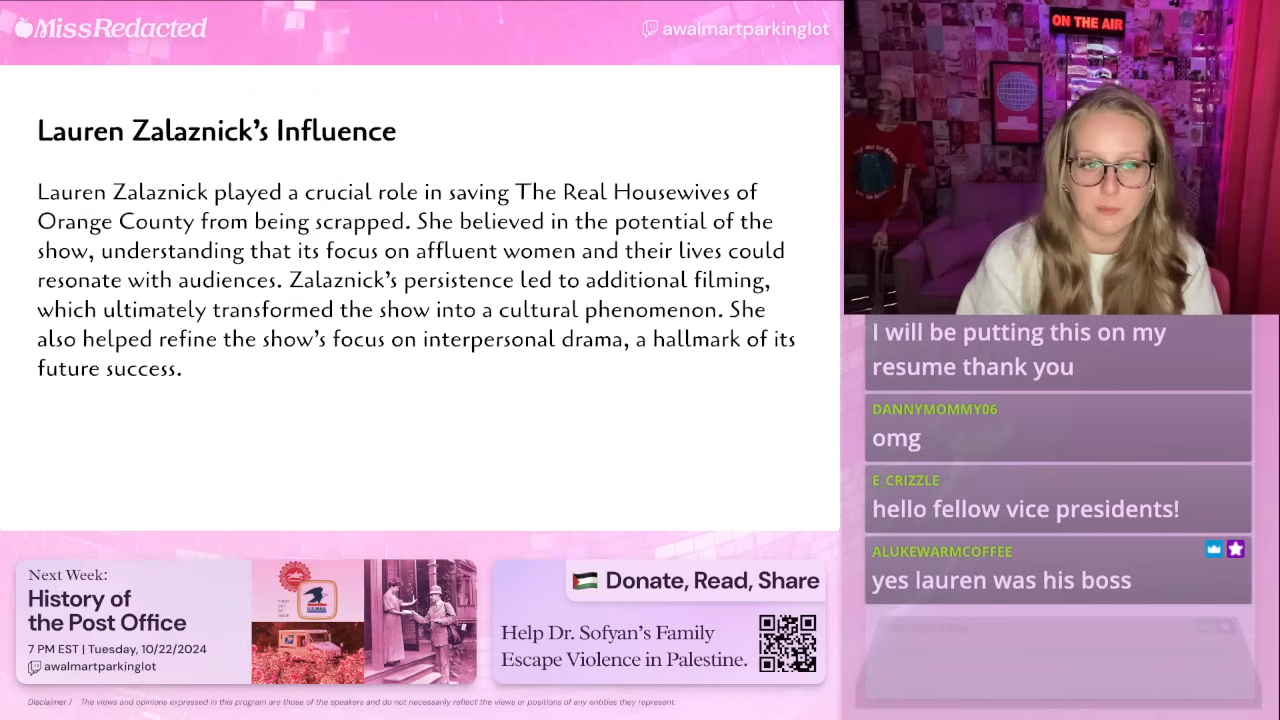 MissRedacted
awalmartparkinglot
ON THE AIR
Lauren Zalaznick’s Influence
Lauren Zalaznick played a crucial role in saving The Real Housewives of
Orange County from being scrapped. She believed in the potential of the
show, understanding that its focus on affluent women and their lives could
resonate with audiences. Zalaznick’s persistence led to additional filming,
which ultimately transformed the show into a cultural phenomenon. She
also helped refine the show’s focus on interpersonal drama, a hallmark of its
future success.
I will be putting this on my
resume thank you
DANNYMOMMY06
omg
E CRIZZLE
hello fellow vice presidents!
ALUKEWARMCOFFEE
yes lauren was his boss
Next Week:
History of
the Post Office
7 PM EST | Tuesday, 10/22/2024
awalmartparkinglot
U.S. MAIL
Donate, Read, Share
Help Dr. Sofyan’s Family
Escape Violence in Palestine.
Disclaimer / The views and opinions expressed in this program are those of the speakers and do not necessarily reflect the views or positions of any entities they represent.